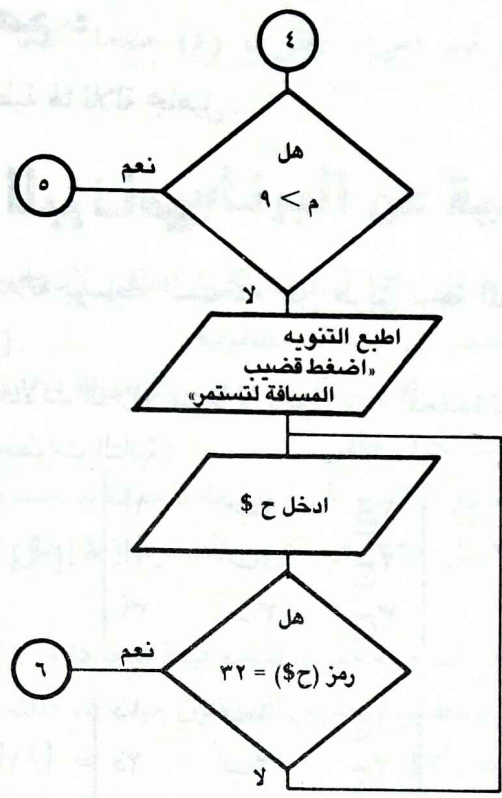 ٤
هل
م > ٩
نعم
٥
لا
اطبع التنويه
«اضغط قضيب
المسافة لتستمر»
ادخل ح $
هل
رمز (ح$) = ٣٢
نعم
٦
لا